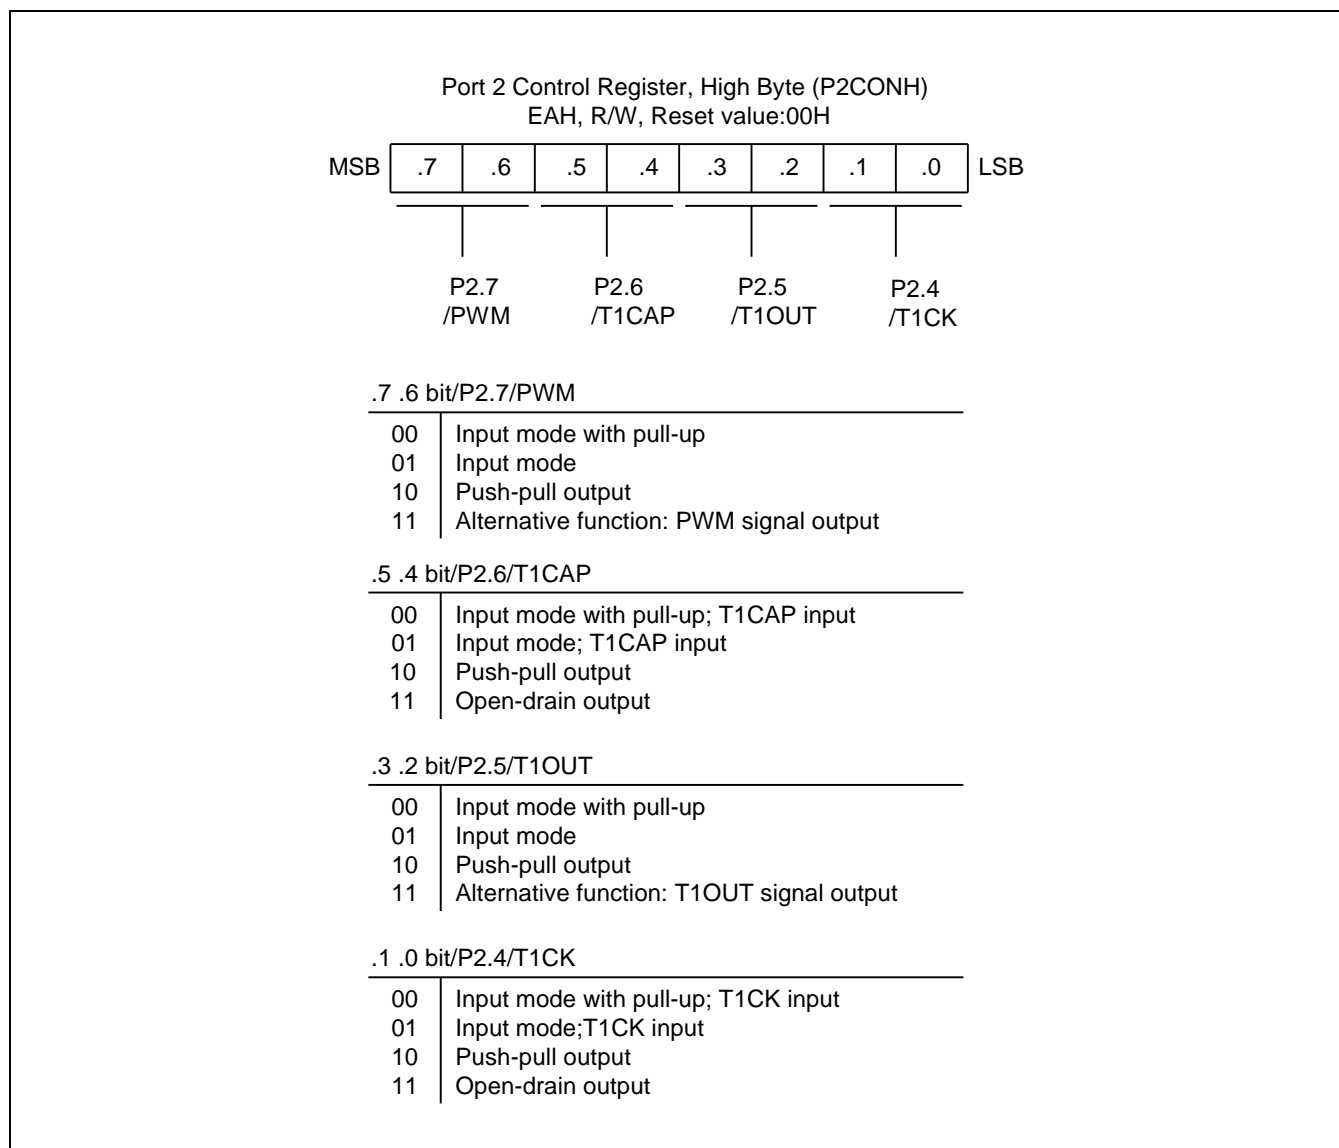 Port 2 Control Register, High Byte (P2CONH)
EAH, R/W, Reset value:00H
MSB .7 .6 .5 .4 .3 .2 .1 .0 LSB
P2.7 P2.6 P2.5 P2.4
/PWM /T1CAP /T1OUT /T1CK
.7 .6 bit/P2.7/PWM
00 Input mode with pull-up
01 Input mode
10 Push-pull output
11 Alternative function: PWM signal output
.5 .4 bit/P2.6/T1CAP
00 Input mode with pull-up; T1CAP input
01 Input mode; T1CAP input
10 Push-pull output
11 Open-drain output
.3 .2 bit/P2.5/T1OUT
00 Input mode with pull-up
01 Input mode
10 Push-pull output
11 Alternative function: T1OUT signal output
.1 .0 bit/P2.4/T1CK
00 Input mode with pull-up; T1CK input
01 Input mode;T1CK input
10 Push-pull output
11 Open-drain output